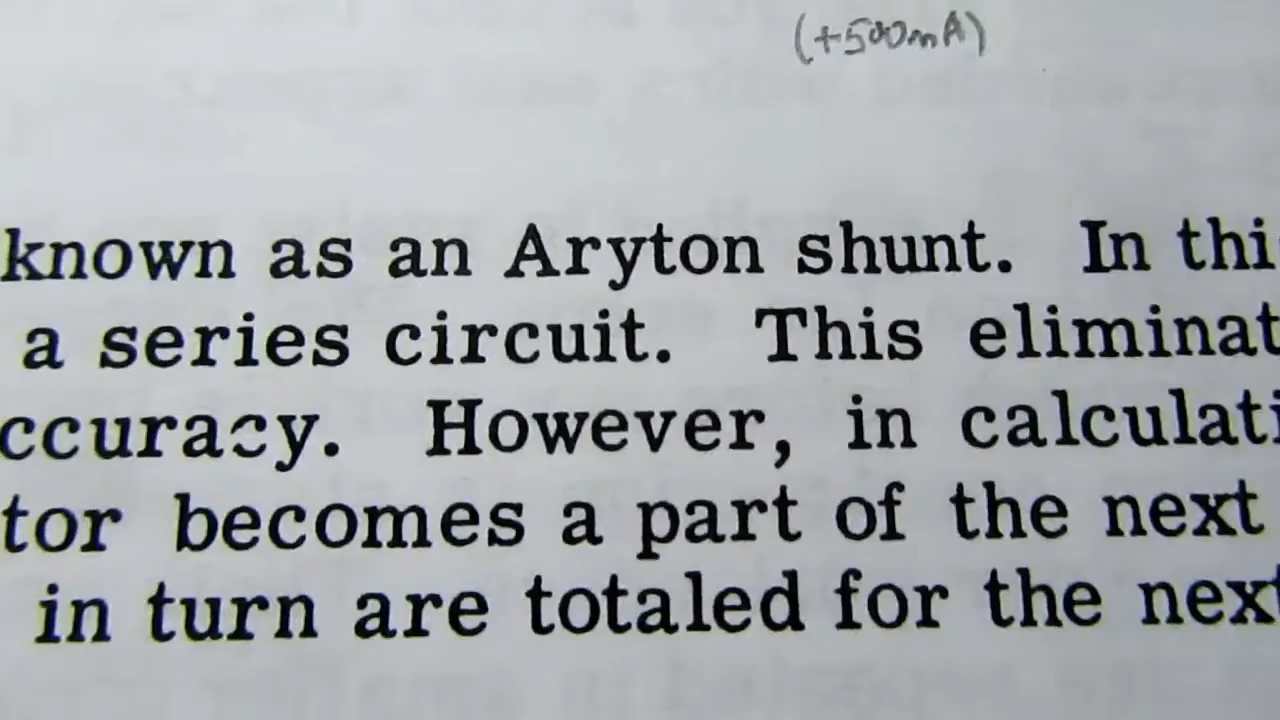 (+500mA)
known as an Aryton shunt. In thi
a series circuit. This eliminat
ccuracy. However, in calculati
tor becomes a part of the next
in turn are totaled for the next